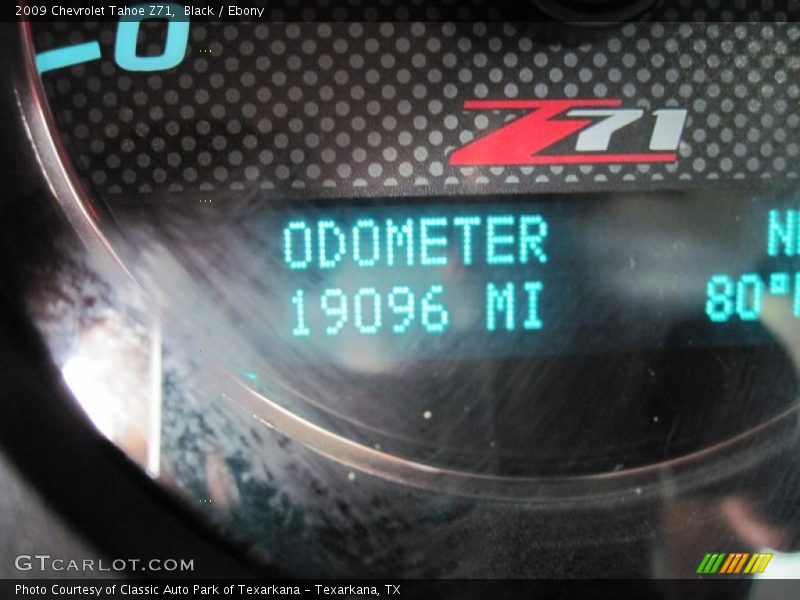 2009 Chevrolet Tahoe Z71, Black / Ebony
0
Z71
ODOMETER
19096 MI
80°
GTCARLOT.COM
Photo Courtesy of Classic Auto Park of Texarkana - Texarkana, TX